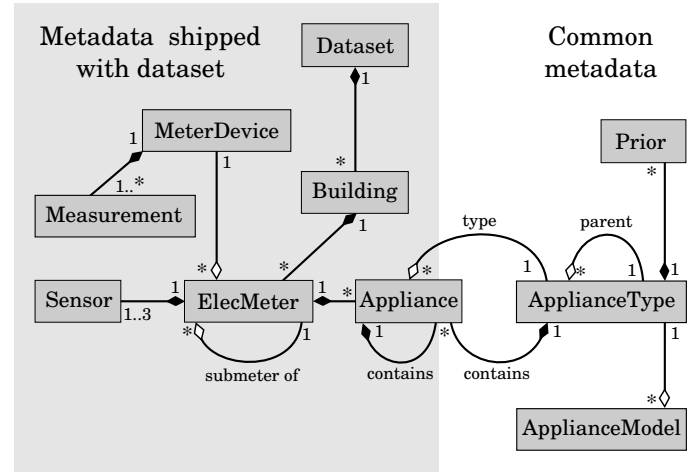 Metadata shipped
with dataset
Dataset
Common
metadata
1
MeterDevice
1
1
*
Prior
*
1..*
Measurement
Building
1
type
parent
*
*
*
1
*
1
1
Sensor
1
ElecMeter
1
*
Appliance
ApplianceType
1..3
*
1
1
*
1
1
submeter of
contains
contains
*
ApplianceModel